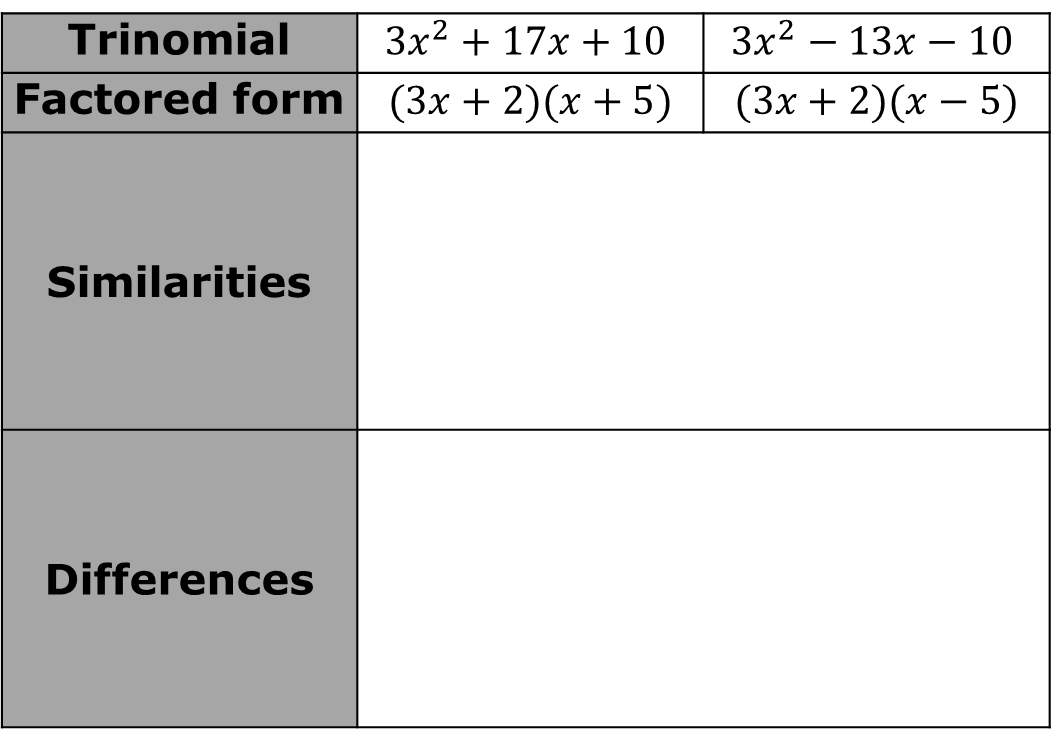 Trinomial 3x² + 17x + 10 3x² − 13x − 10
Factored form (3x + 2)(x + 5) (3x + 2)(x − 5)
Similarities
Differences